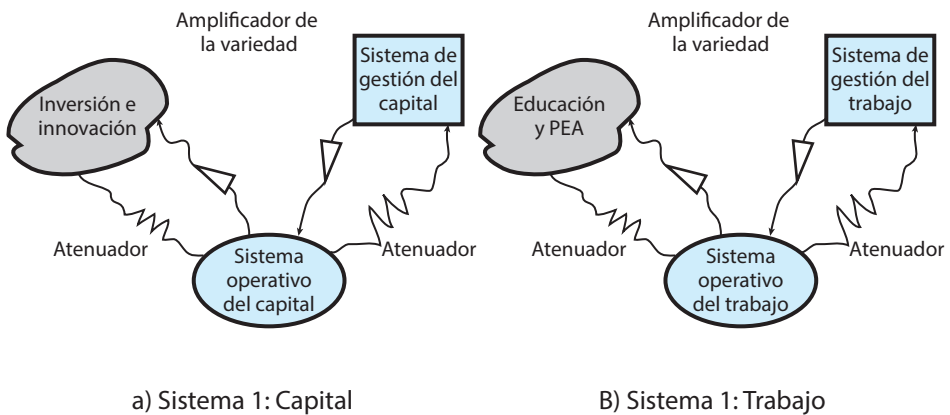 Amplificador de
la variedad
Sistema de
gestión del
capital
Inversión e
innovación
Atenuador
Atenuador
Sistema
operativo
del capital
a) Sistema 1: Capital
Amplificador de
la variedad
Sistema de
gestión del
trabajo
Educación
y PEA
Atenuador
Atenuador
Sistema
operativo
del trabajo
B) Sistema 1: Trabajo